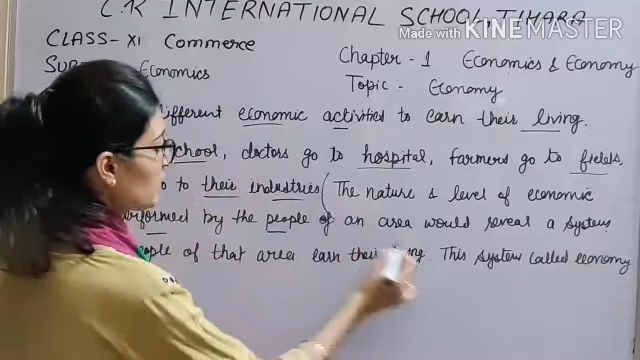 C.R INTERNATIONAL SCHOOL, JIHARA
Made with KINEMASTER
CLASS- XI Commerce
Chapter - 1 Economics & Economy
Economics
Topic - Economy
different economic activities to earn their living.
school, doctors go to hospital, farmers go to fields.
to their industries (The nature & level of economic
performed by the people of an area would reveal a system
people of that area earn their living. This system called economy